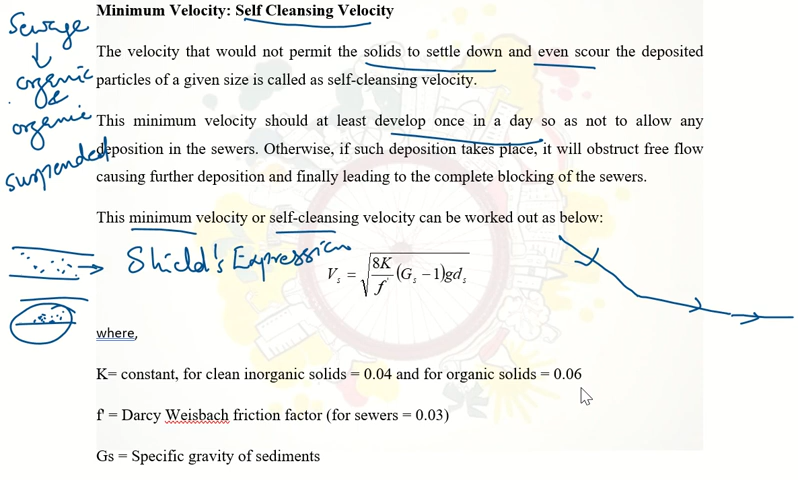 Minimum Velocity: Self Cleansing Velocity
Sewage
The velocity that would not permit the solids to settle down and even scour the deposited
organic
particles of a given size is called as self-cleansing velocity.
&
organic
This minimum velocity should at least develop once in a day so as not to allow any
suspended
deposition in the sewers. Otherwise, if such deposition takes place, it will obstruct free flow
causing further deposition and finally leading to the complete blocking of the sewers.
This minimum velocity or self-cleansing velocity can be worked out as below:
Shield's Expression
V_s = √(8K/f' (G_s − 1)gd_s)
where,
K= constant, for clean inorganic solids = 0.04 and for organic solids = 0.06
f' = Darcy Weisbach friction factor (for sewers = 0.03)
Gs = Specific gravity of sediments